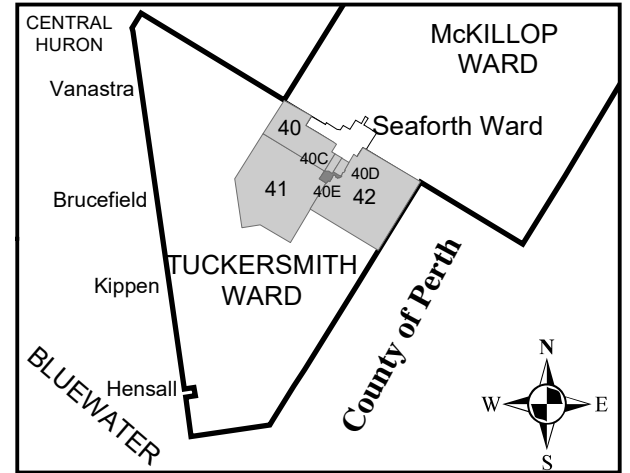 CENTRAL
HURON
McKILLOP
WARD
Vanastra
Seaforth Ward
40
40C
40D
41
40E
42
Brucefield
TUCKERSMITH
WARD
Kippen
County of Perth
Hensall
BLUEWATER
N
W
E
S